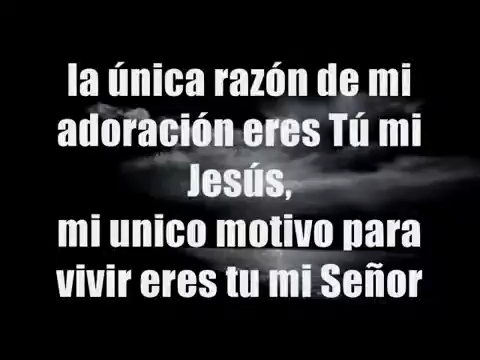 la única razón de mi
adoración eres Tú mi
Jesús,
mi unico motivo para
vivir eres tu mi Señor